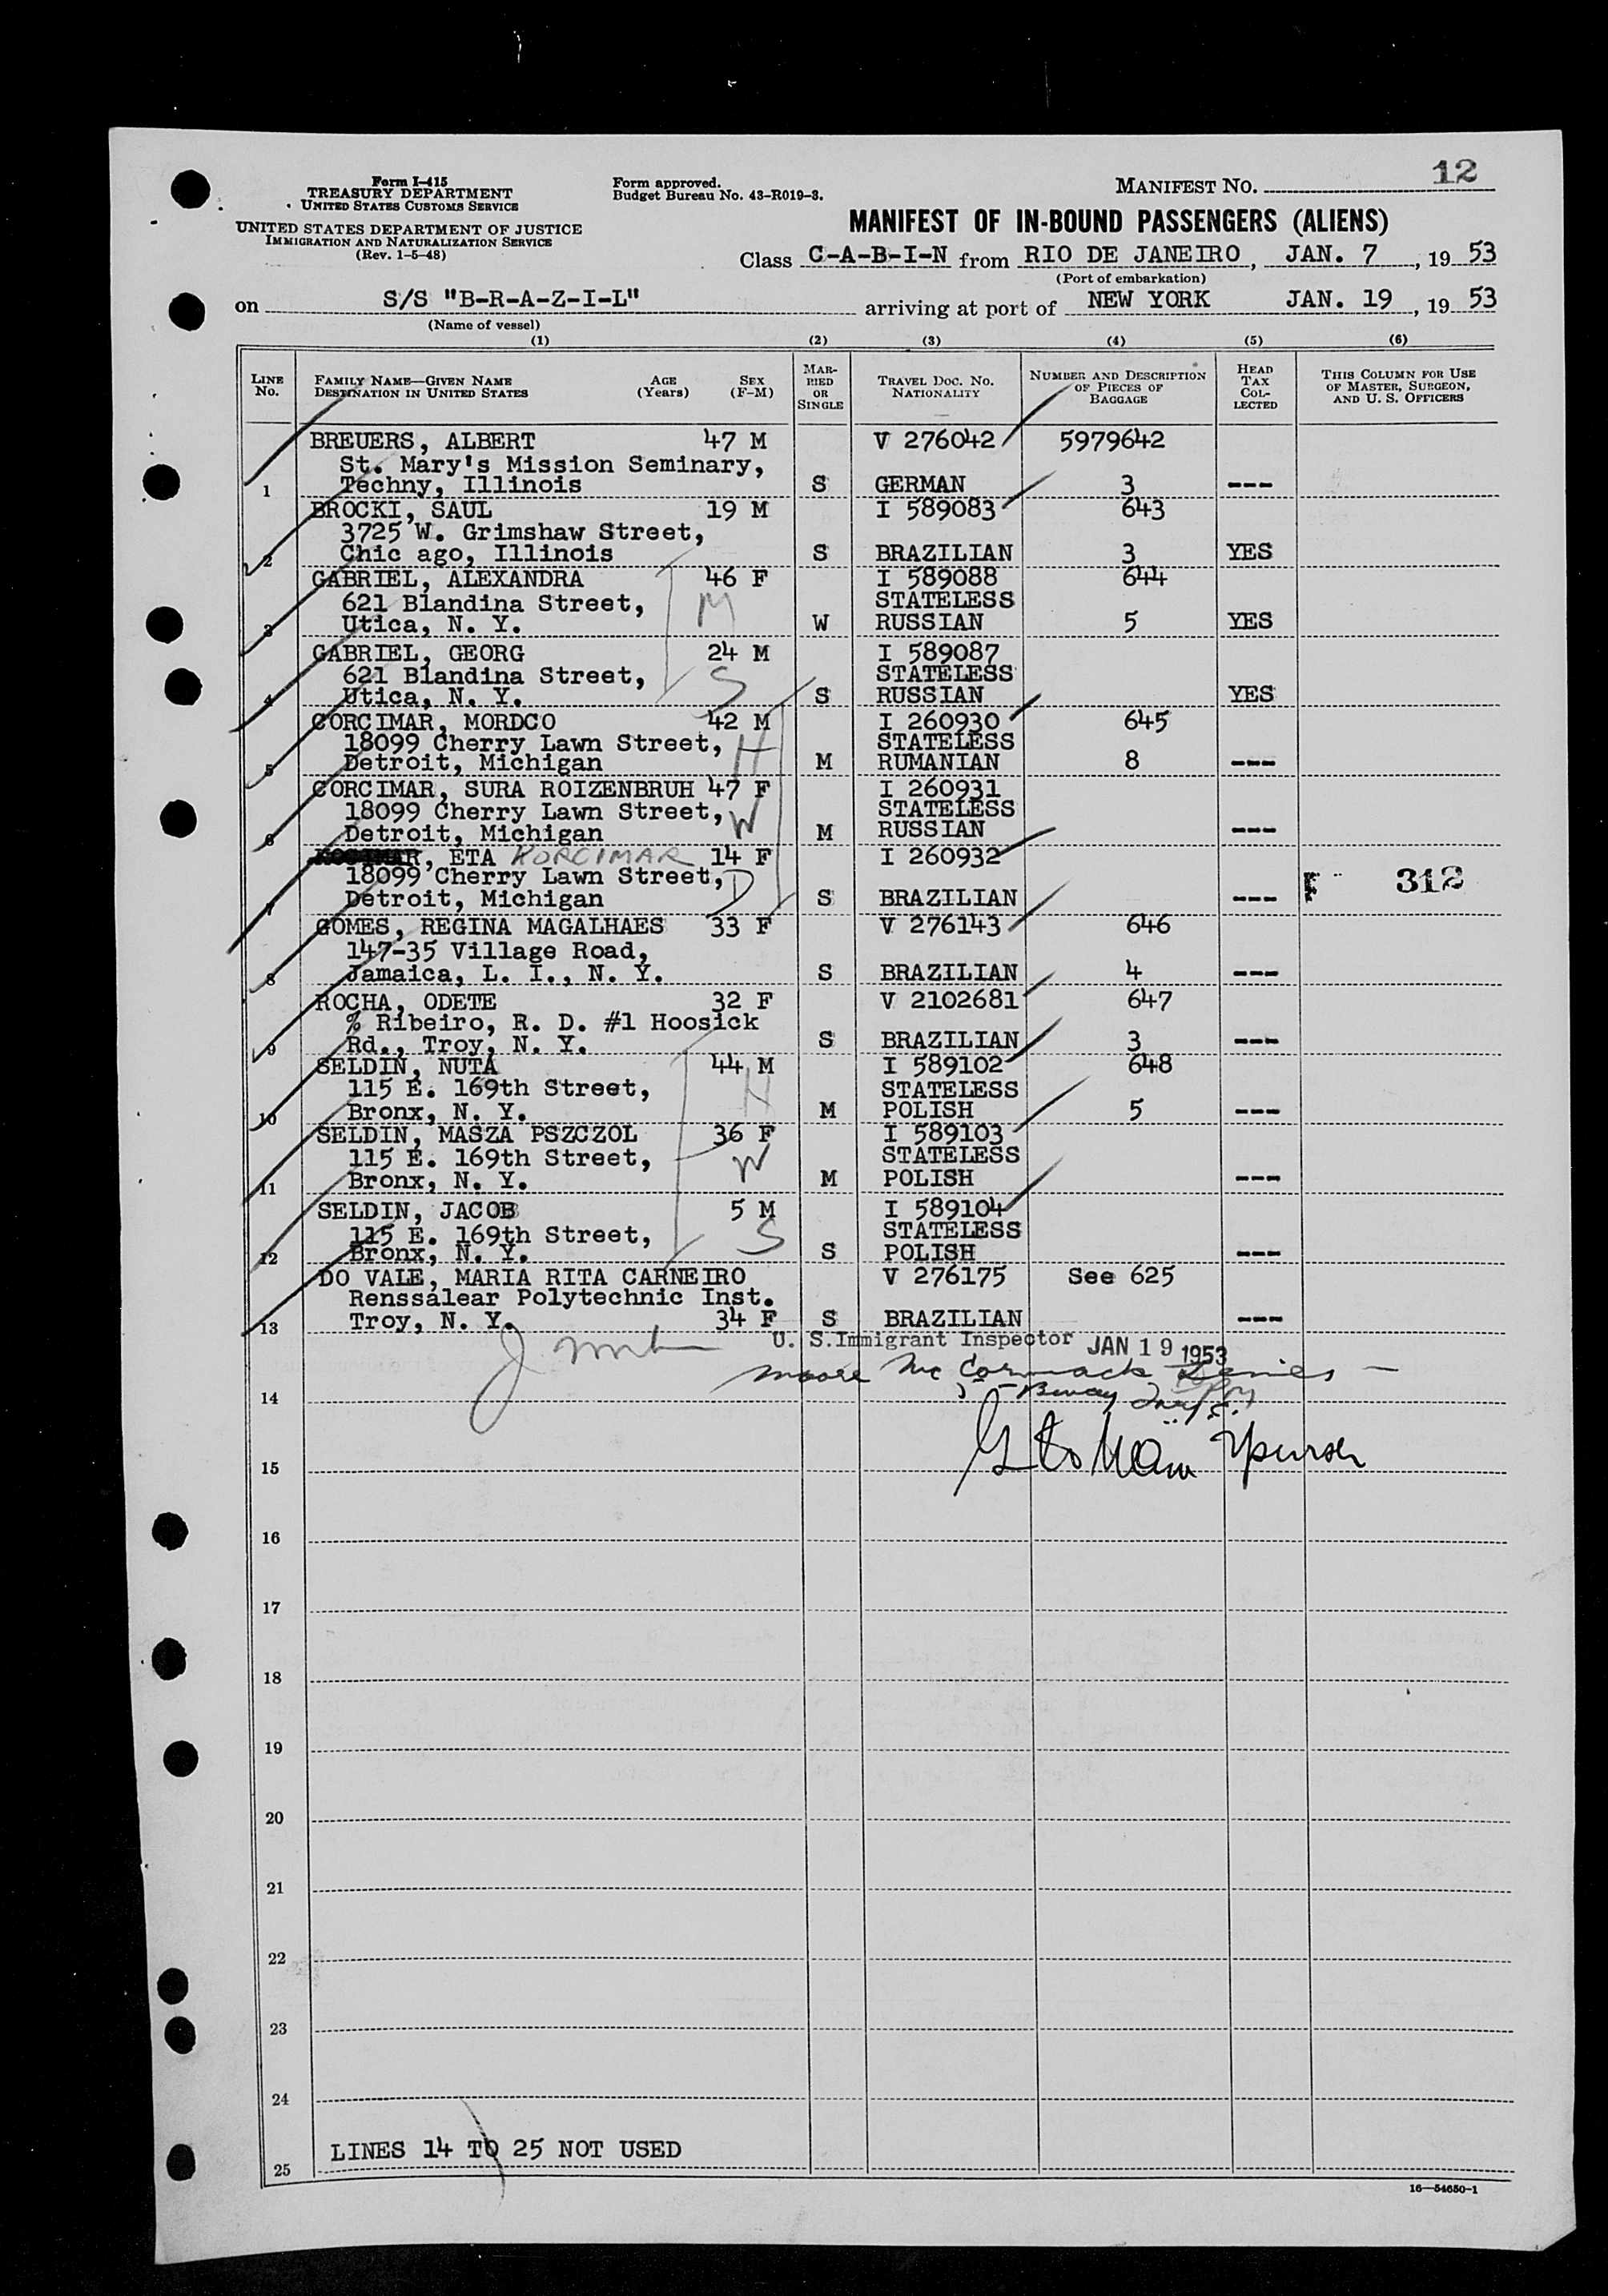 12
Form I-415
TREASURY DEPARTMENT
UNITED STATES CUSTOMS SERVICE
UNITED STATES DEPARTMENT OF JUSTICE
IMMIGRATION AND NATURALIZATION SERVICE
(Rev. 1-5-48)
Form approved.
Budget Bureau No. 43-R019-3.
MANIFEST NO.
MANIFEST OF IN-BOUND PASSENGERS (ALIENS)
Class C-A-B-I-N from RIO DE JANEIRO, JAN. 7, 19 53
(Port of embarkation)
on S/S "B-R-A-Z-I-L" arriving at port of NEW YORK JAN. 19, 19 53
(Name of vessel)
(1) (2) (3) (4) (5) (6)
LINE No. FAMILY NAME—GIVEN NAME DESTINATION IN UNITED STATES AGE (Years) SEX (F-M) MARRIED OR SINGLE TRAVEL DOC. NO. NATIONALITY NUMBER AND DESCRIPTION OF PIECES OF BAGGAGE HEAD TAX COLLECTED THIS COLUMN FOR USE OF MASTER, SURGEON, AND U. S. OFFICERS
BREUERS, ALBERT 47 M V 276042 5979642
St. Mary's Mission Seminary,
1 Techny, Illinois S GERMAN 3 ---
BROCKI, SAUL 19 M I 589083 643
3725 W. Grimshaw Street,
2 Chic ago, Illinois S BRAZILIAN 3 YES
GABRIEL, ALEXANDRA 46 F I 589088 644
621 Blandina Street, M STATELESS
3 Utica, N. Y. W RUSSIAN 5 YES
GABRIEL, GEORG 24 M I 589087
621 Blandina Street, S STATELESS
4 Utica, N. Y. S RUSSIAN YES
CORCIMAR, MORDCO 42 M I 260930 645
18099 Cherry Lawn Street, H STATELESS
5 Detroit, Michigan M RUMANIAN 8 ---
CORCIMAR, SURA ROIZENBRUH 47 F I 260931
18099 Cherry Lawn Street, W STATELESS
6 Detroit, Michigan M RUSSIAN ---
, ETA KORCIMAR 14 F I 260932
18099 Cherry Lawn Street, D 312
7 Detroit, Michigan S BRAZILIAN ---
GOMES, REGINA MAGALHAES 33 F V 276143 646
147-35 Village Road,
8 Jamaica, L. I., N. Y. S BRAZILIAN 4 ---
ROCHA, ODETE 32 F V 2102681 647
% Ribeiro, R. D. #1 Hoosick
9 Rd., Troy, N. Y. S BRAZILIAN 3 ---
SELDIN, NUTA 44 M I 589102 648
115 E. 169th Street, H STATELESS
10 Bronx, N. Y. M POLISH 5 ---
SELDIN, MASZA PSZCZOL 36 F I 589103
115 E. 169th Street, W STATELESS
11 Bronx, N. Y. M POLISH ---
SELDIN, JACOB 5 M I 589104
115 E. 169th Street, S STATELESS
12 Bronx, N. Y. S POLISH ---
DO VALE, MARIA RITA CARNEIRO V 276175 See 625
Renssalear Polytechnic Inst.
13 Troy, N. Y. 34 F S BRAZILIAN ---
U. S. Immigrant Inspector JAN 19 1953
Moore McCormack
14
15
16
17
18
19
20
21
22
23
24
25 LINES 14 TO 25 NOT USED
16—54650-1